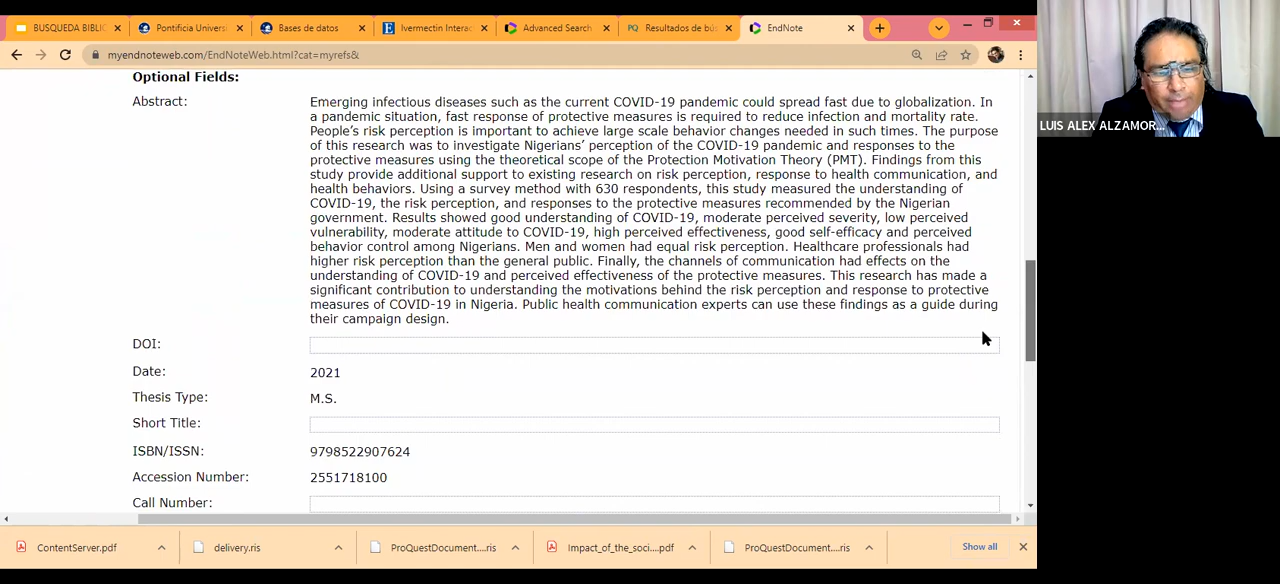 BUSQUEDA BIBLIO
Pontificia Univers
Bases de datos
Ivermectin Interac
Advanced Search
Resultados de bús
EndNote
myendnoteweb.com/EndNoteWeb.html?cat=myrefs&
Optional Fields:
Abstract:
Emerging infectious diseases such as the current COVID-19 pandemic could spread fast due to globalization. In
a pandemic situation, fast response of protective measures is required to reduce infection and mortality rate.
People's risk perception is important to achieve large scale behavior changes needed in such times. The purpose
of this research was to investigate Nigerians' perception of the COVID-19 pandemic and responses to the
protective measures using the theoretical scope of the Protection Motivation Theory (PMT). Findings from this
study provide additional support to existing research on risk perception, response to health communication, and
health behaviors. Using a survey method with 630 respondents, this study measured the understanding of
COVID-19, the risk perception, and responses to the protective measures recommended by the Nigerian
government. Results showed good understanding of COVID-19, moderate perceived severity, low perceived
vulnerability, moderate attitude to COVID-19, high perceived effectiveness, good self-efficacy and perceived
behavior control among Nigerians. Men and women had equal risk perception. Healthcare professionals had
higher risk perception than the general public. Finally, the channels of communication had effects on the
understanding of COVID-19 and perceived effectiveness of the protective measures. This research has made a
significant contribution to understanding the motivations behind the risk perception and response to protective
measures of COVID-19 in Nigeria. Public health communication experts can use these findings as a guide during
their campaign design.
DOI:
Date:
2021
Thesis Type:
M.S.
Short Title:
ISBN/ISSN:
9798522907624
Accession Number:
2551718100
Call Number:
ContentServer.pdf
delivery.ris
ProQuestDocument....ris
Impact_of_the_soci....pdf
ProQuestDocument....ris
Show all
LUIS ALEX ALZAMOR...